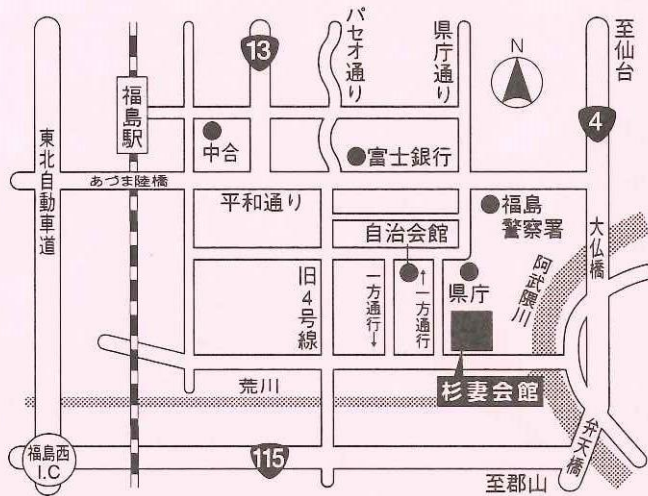 至仙台
13
パセオ通り
県庁通り
N
4
福島駅
中合
富士銀行
東北自動車道
あづま陸橋
平和通り
福島
警察署
大仏橋
自治会館
阿武隈川
旧4号線
一方通行→
←一方通行
県庁
荒川
杉妻会館
福島西
I.C
115
弁天橋
至郡山